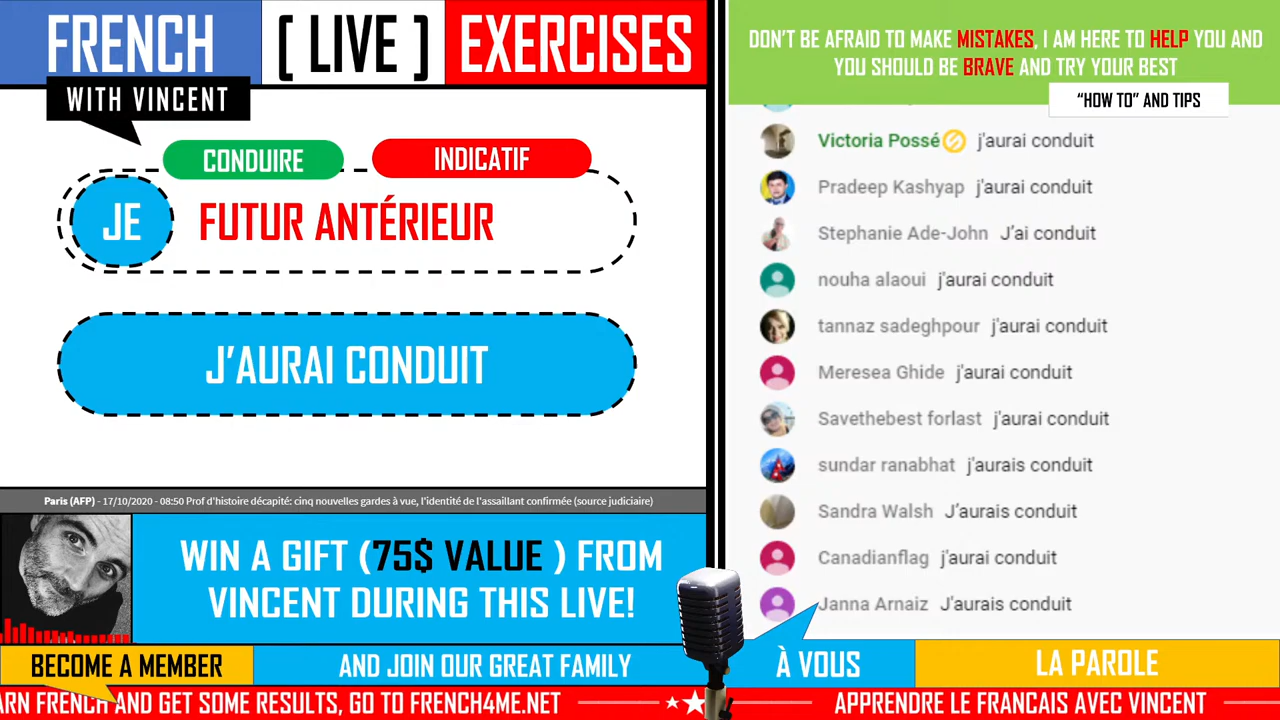 FRENCH [ LIVE ] EXERCISES
WITH VINCENT
CONDUIRE
INDICATIF
JE
FUTUR ANTÉRIEUR
J'AURAI CONDUIT
Paris (AFP) - 17/10/2020 - 08:50 Prof d'histoire décapité: cinq nouvelles gardes à vue, l'identité de l'assaillant confirmée (source judiciaire)
WIN A GIFT (75$ VALUE ) FROM
VINCENT DURING THIS LIVE!
BECOME A MEMBER
AND JOIN OUR GREAT FAMILY
DON'T BE AFRAID TO MAKE MISTAKES, I AM HERE TO HELP YOU AND
YOU SHOULD BE BRAVE AND TRY YOUR BEST
"HOW TO" AND TIPS
Victoria Possé j'aurai conduit
Pradeep Kashyap j'aurai conduit
Stephanie Ade-John J'ai conduit
nouha alaoui j'aurai conduit
tannaz sadeghpour j'aurai conduit
Meresea Ghide j'aurai conduit
Savethebest forlast j'aurai conduit
sundar ranabhat j'aurais conduit
Sandra Walsh J'aurais conduit
Canadianflag j'aurai conduit
Janna Arnaiz J'aurais conduit
À VOUS
LA PAROLE
ARN FRENCH AND GET SOME RESULTS, GO TO FRENCH4ME.NET
APPRENDRE LE FRANCAIS AVEC VINCENT